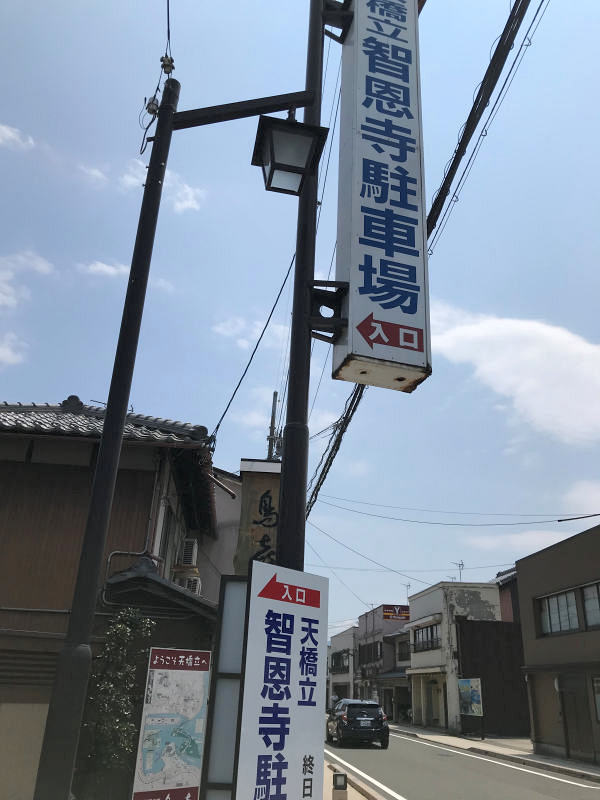 天橋立
智恩寺駐車場
入口
鳥
入口
天橋立
智恩寺駐
終日
ようこそ天橋立へ